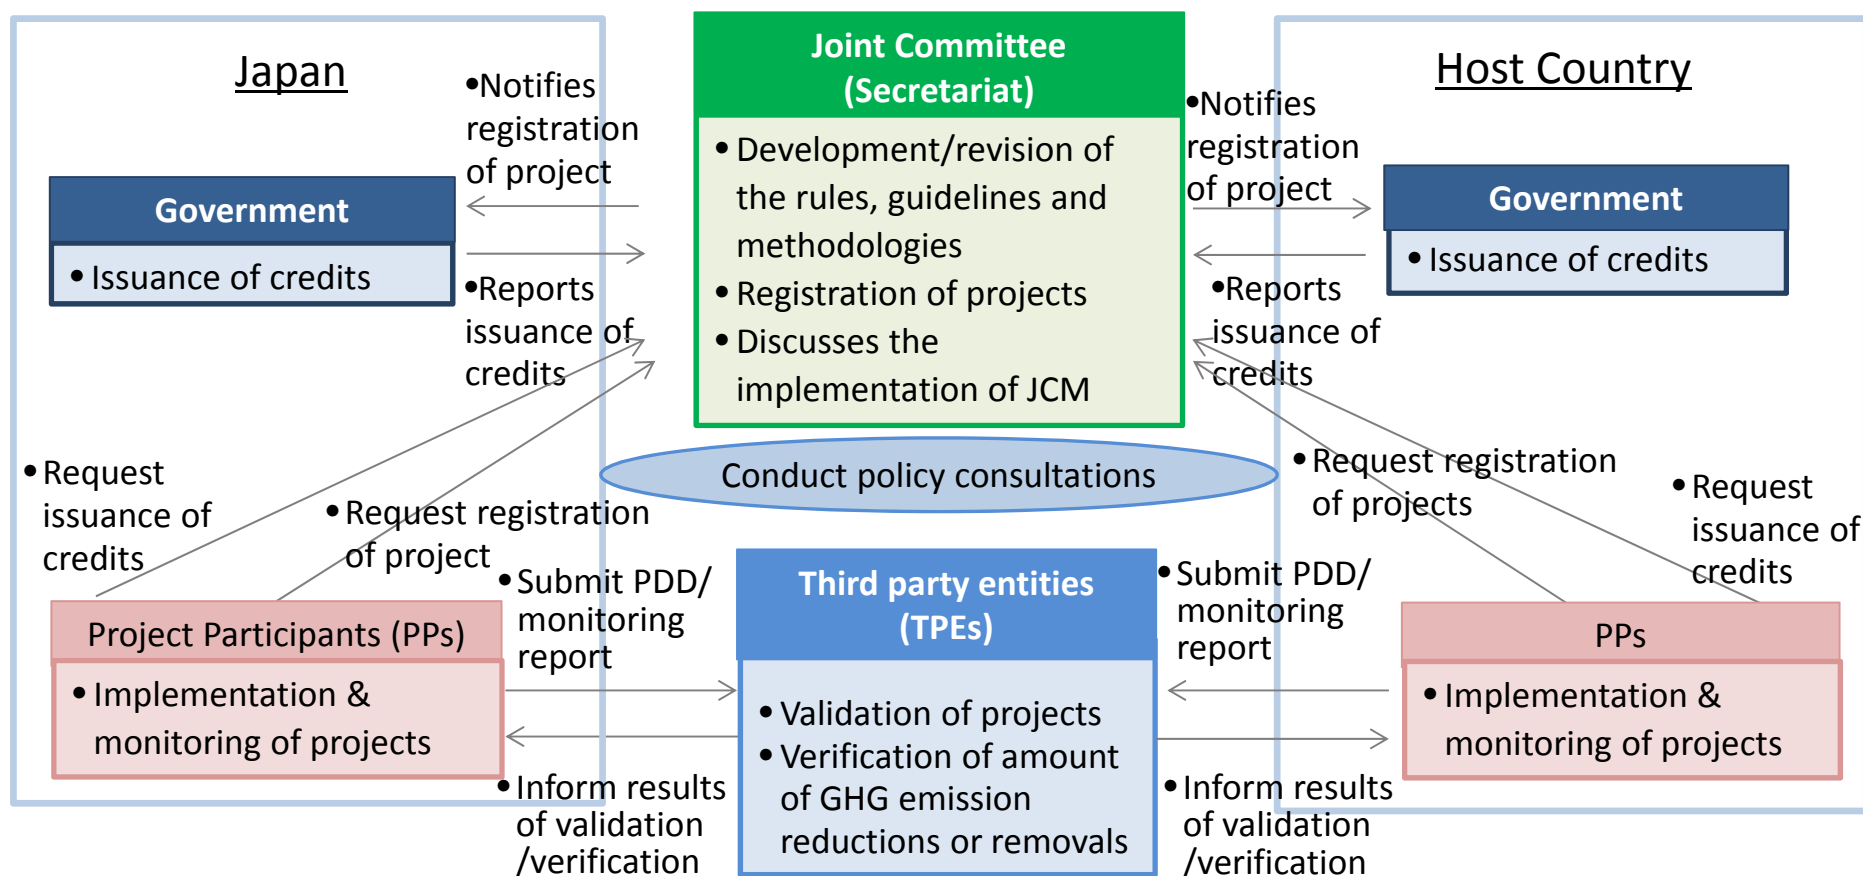 Japan
•Notifies
registration
of project
Government
• Issuance of credits
•Reports
issuance of
credits
Joint Committee
(Secretariat)
• Development/revision of
the rules, guidelines and
methodologies
• Registration of projects
• Discusses the
implementation of JCM
•Notifies
registration
of project
Host Country
Government
• Issuance of credits
•Reports
issuance of
credits
Conduct policy consultations
•Request
issuance of
credits
•Request registration
of project
•Request registration
of projects
•Request
issuance of
credits
Project Participants (PPs)
• Implementation &
monitoring of projects
•Submit PDD/
monitoring
report
•Inform results
of validation
/verification
Third party entities
(TPEs)
• Validation of projects
• Verification of amount
of GHG emission
reductions or removals
•Submit PDD/
monitoring
report
•Inform results
of validation
/verification
PPs
• Implementation &
monitoring of projects